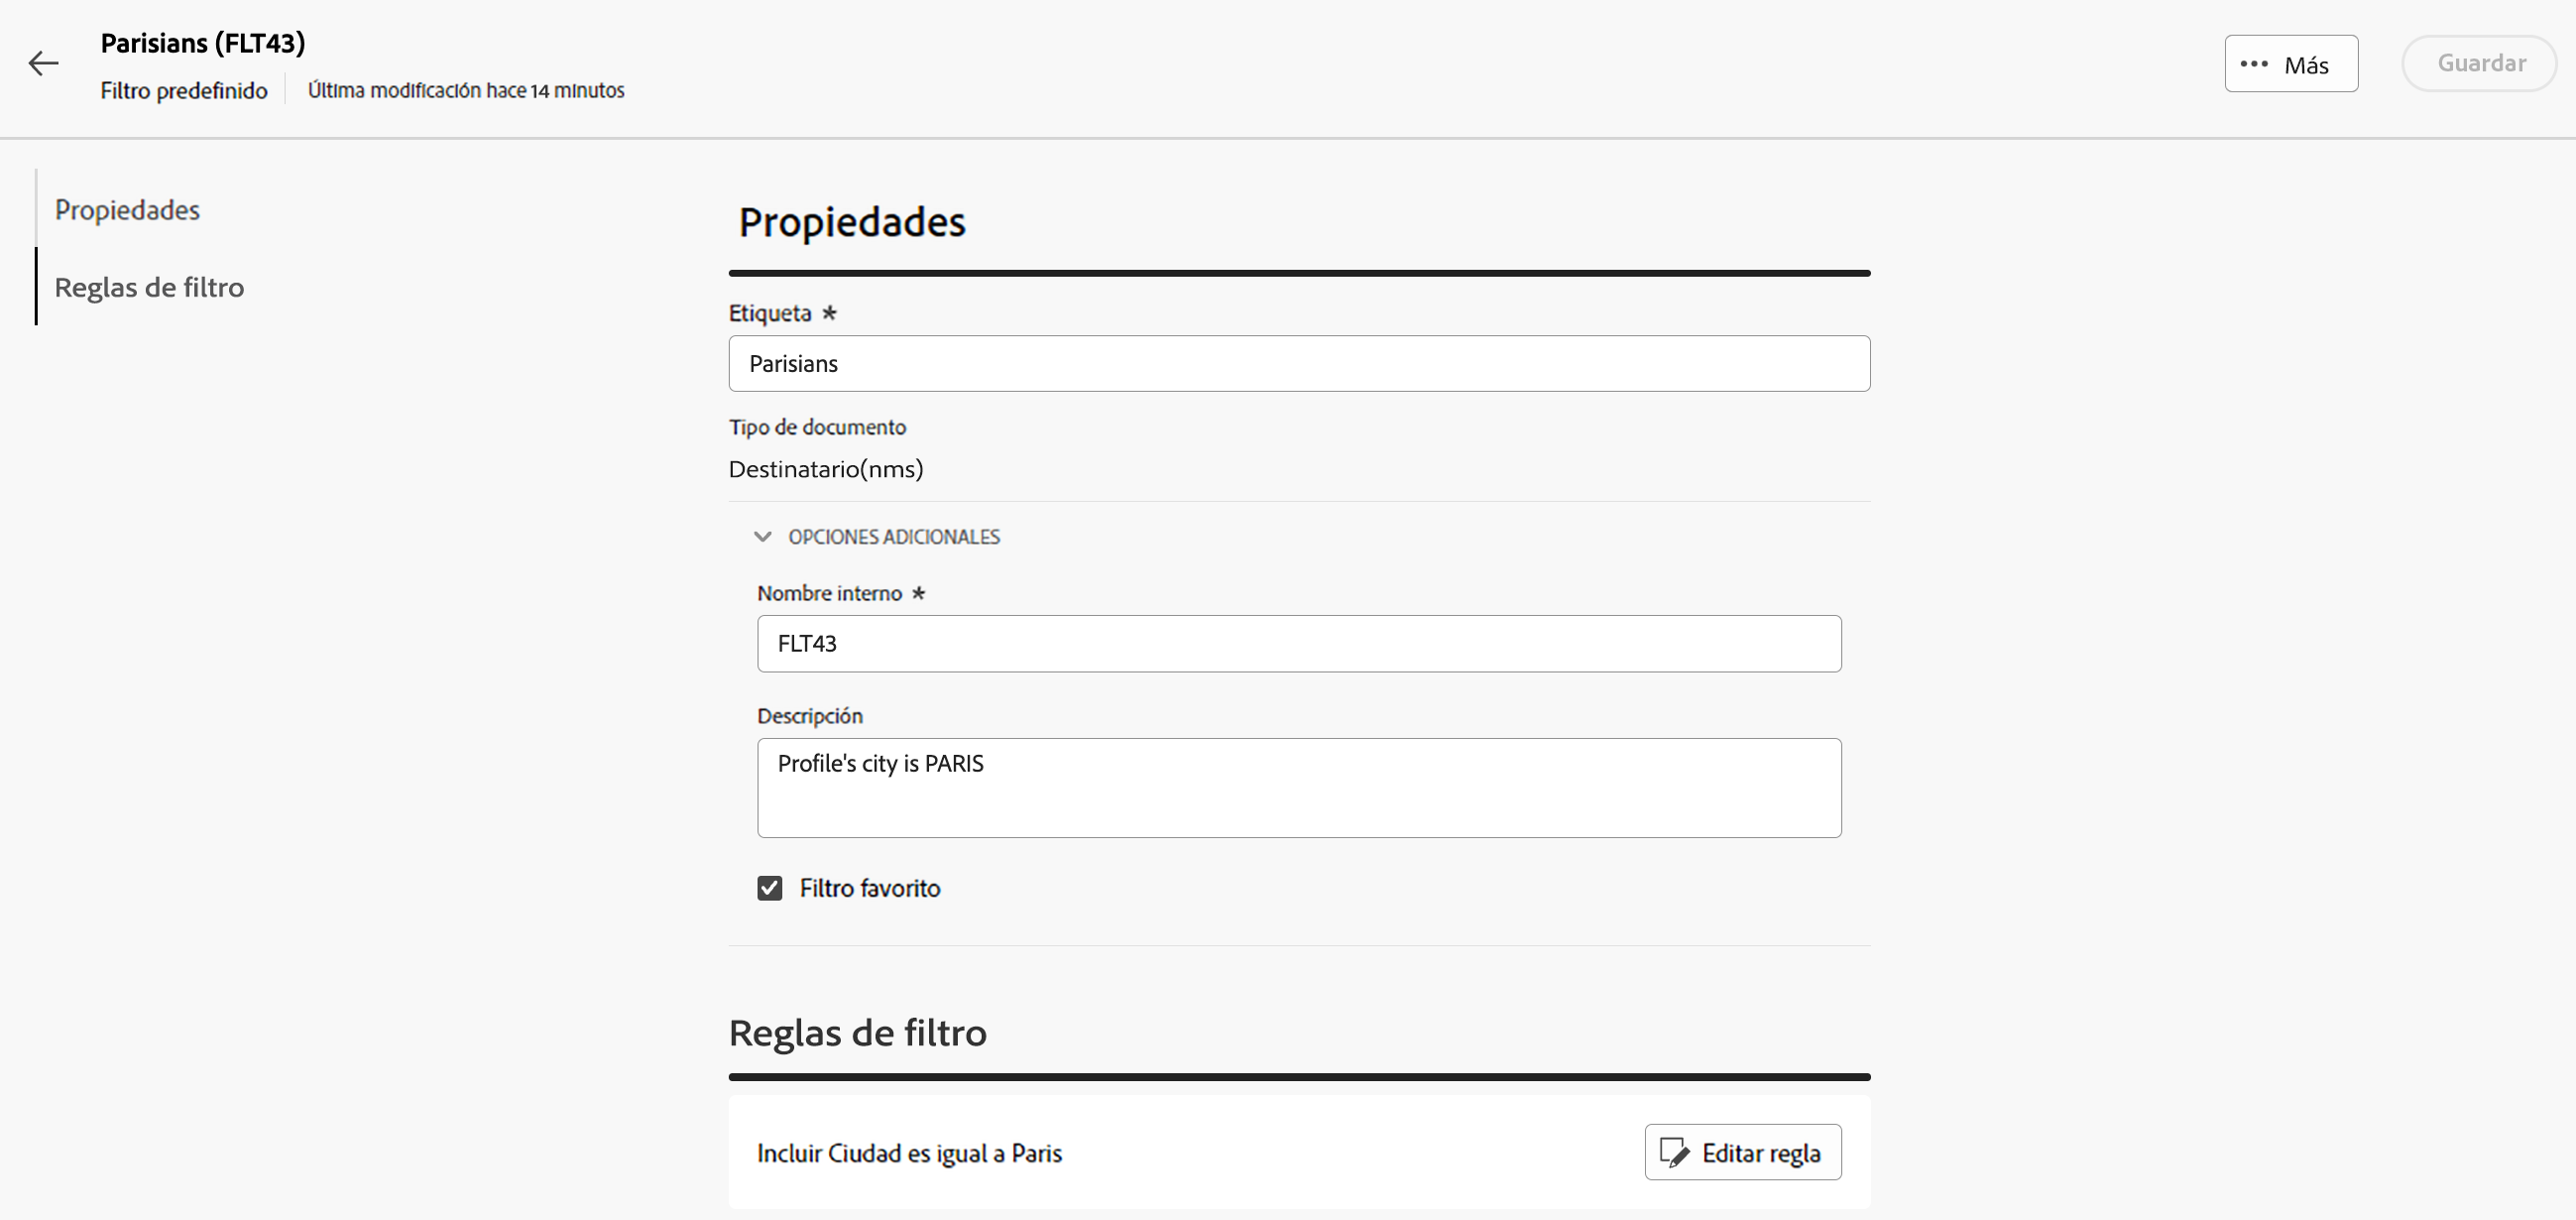 Parisians (FLT43)
Filtro predefinido
Última modificación hace 14 minutos
Más
Guardar
Propiedades
Reglas de filtro
Propiedades
Etiqueta *
Parisians
Tipo de documento
Destinatario(nms)
OPCIONES ADICIONALES
Nombre interno *
FLT43
Descripción
Profile's city is PARIS
Filtro favorito
Reglas de filtro
Incluir Ciudad es igual a Paris
Editar regla